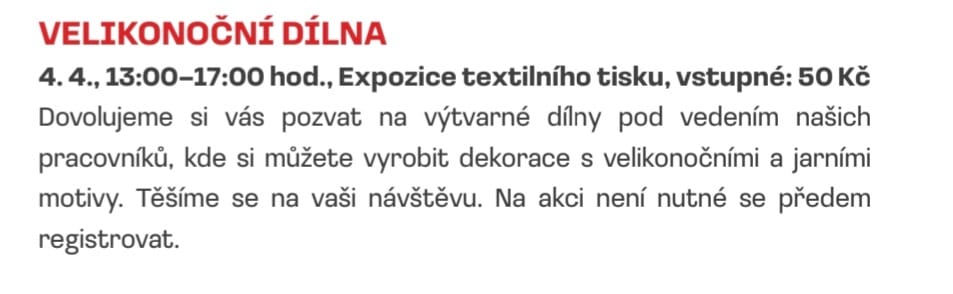 VELIKONOČNÍ DÍLNA
4. 4., 13:00–17:00 hod., Expozice textilního tisku, vstupné: 50 Kč
Dovolujeme si vás pozvat na výtvarné dílny pod vedením našich
pracovníků, kde si můžete vyrobit dekorace s velikonočními a jarními
motivy. Těšíme se na vaši návštěvu. Na akci není nutné se předem
registrovat.